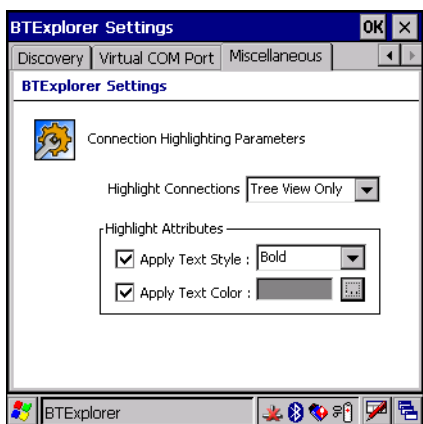 BTExplorer Settings OK
Discovery Virtual COM Port Miscellaneous
BTExplorer Settings
Connection Highlighting Parameters
Highlight Connections Tree View Only
Highlight Attributes
Apply Text Style : Bold
Apply Text Color : ...
BTExplorer